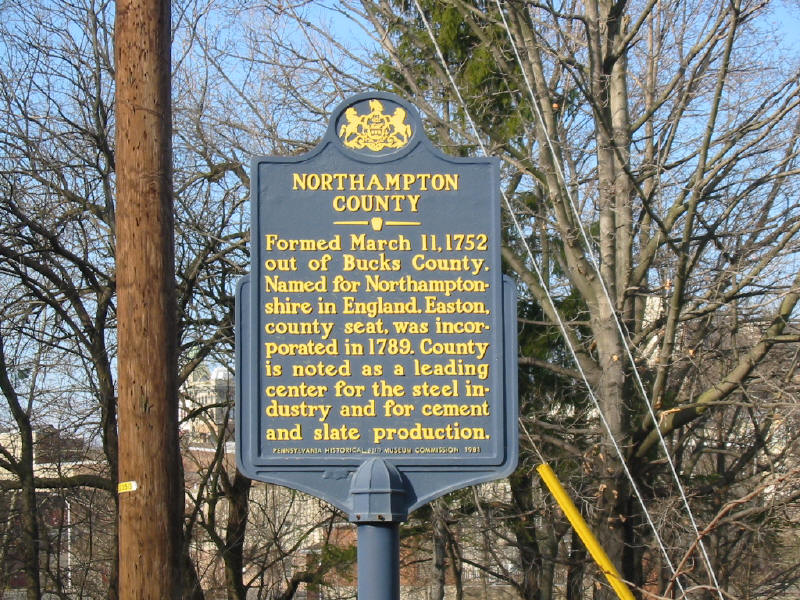 NORTHAMPTON
COUNTY
Formed March 11, 1752
out of Bucks County.
Named for Northampton-
shire in England. Easton,
county seat, was incor-
porated in 1789. County
is noted as a leading
center for the steel in-
dustry and for cement
and slate production.
PENNSYLVANIA HISTORICAL AND MUSEUM COMMISSION 1981